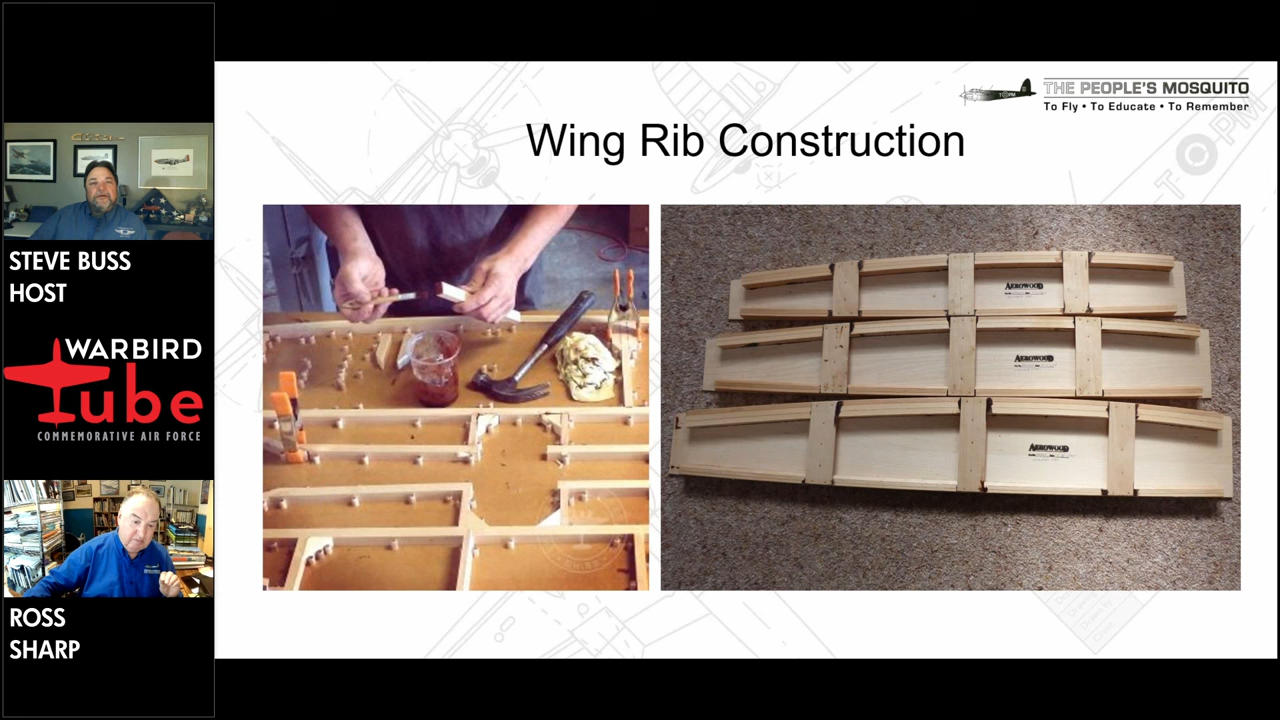 STEVE BUSS
HOST
WARBIRD
Tube
COMMEMORATIVE AIR FORCE
ROSS
SHARP
THE PEOPLE'S MOSQUITO
To Fly • To Educate • To Remember
Wing Rib Construction
AEROWOOD
AEROWOOD
AEROWOOD